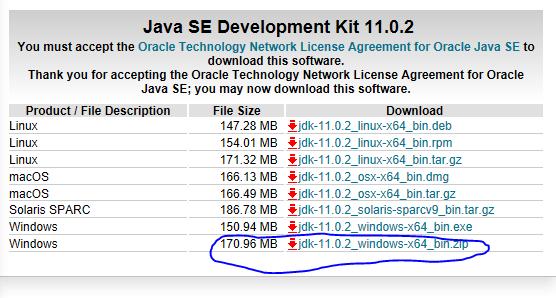 Java SE Development Kit 11.0.2
You must accept the Oracle Technology Network License Agreement for Oracle Java SE to
download this software.
Thank you for accepting the Oracle Technology Network License Agreement for Oracle
Java SE; you may now download this software.
Product / File Description File Size Download
Linux 147.28 MB jdk-11.0.2_linux-x64_bin.deb
Linux 154.01 MB jdk-11.0.2_linux-x64_bin.rpm
Linux 171.32 MB jdk-11.0.2_linux-x64_bin.tar.gz
macOS 166.13 MB jdk-11.0.2_osx-x64_bin.dmg
macOS 166.49 MB jdk-11.0.2_osx-x64_bin.tar.gz
Solaris SPARC 186.78 MB jdk-11.0.2_solaris-sparcv9_bin.tar.gz
Windows 150.94 MB jdk-11.0.2_windows-x64_bin.exe
Windows 170.96 MB jdk-11.0.2_windows-x64_bin.zip